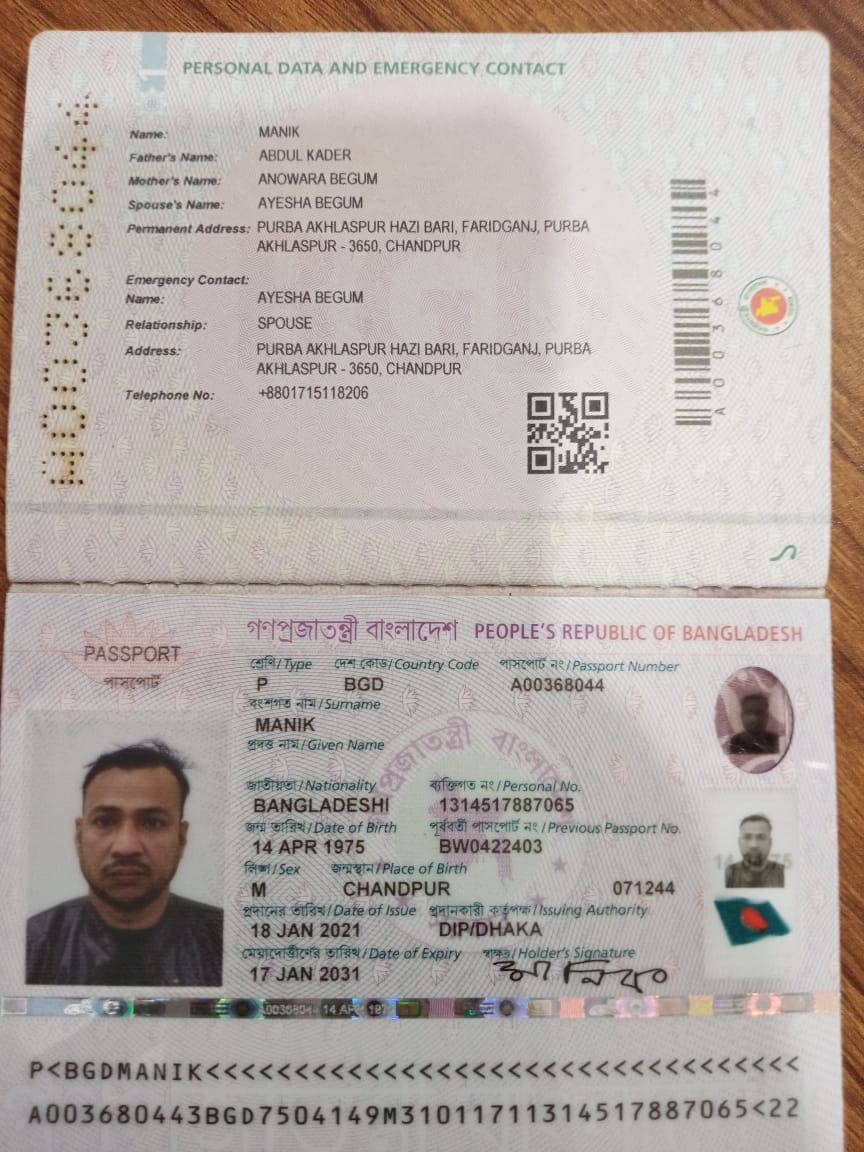 PERSONAL DATA AND EMERGENCY CONTACT
Name: MANIK
Father's Name: ABDUL KADER
Mother's Name: ANOWARA BEGUM
Spouse's Name: AYESHA BEGUM
Permanent Address: PURBA AKHLASPUR HAZI BARI, FARIDGANJ, PURBA
AKHLASPUR - 3650, CHANDPUR
Emergency Contact:
Name: AYESHA BEGUM
Relationship: SPOUSE
Address: PURBA AKHLASPUR HAZI BARI, FARIDGANJ, PURBA
AKHLASPUR - 3650, CHANDPUR
Telephone No: +8801715118206
A00368044
A00368044
গণপ্রজাতন্ত্রী বাংলাদেশ PEOPLE'S REPUBLIC OF BANGLADESH
PASSPORT
পাসপোর্ট
শ্রেণি/Type দেশ কোড/Country Code পাসপোর্ট নং/Passport Number
P BGD A00368044
বংশগত নাম/Surname
MANIK
প্রদত্ত নাম/Given Name
জাতীয়তা/Nationality ব্যক্তিগত নং/Personal No.
BANGLADESHI 1314517887065
জন্ম তারিখ/Date of Birth পূর্ববর্তী পাসপোর্ট নং/Previous Passport No.
14 APR 1975 BW0422403
লিঙ্গ/Sex জন্মস্থান/Place of Birth
M CHANDPUR 071244
প্রদানের তারিখ/Date of Issue প্রদানকারী কর্তৃপক্ষ/Issuing Authority
18 JAN 2021 DIP/DHAKA
মেয়াদোত্তীর্ণের তারিখ/Date of Expiry স্বাক্ষর/Holder's Signature
17 JAN 2031 মানিক
P<BGDMANIK<<<<<<<<<<<<<<<<<<<<<<<<<<<<<<<<<<
A003680443BGD7504149M31011711314517887065<22